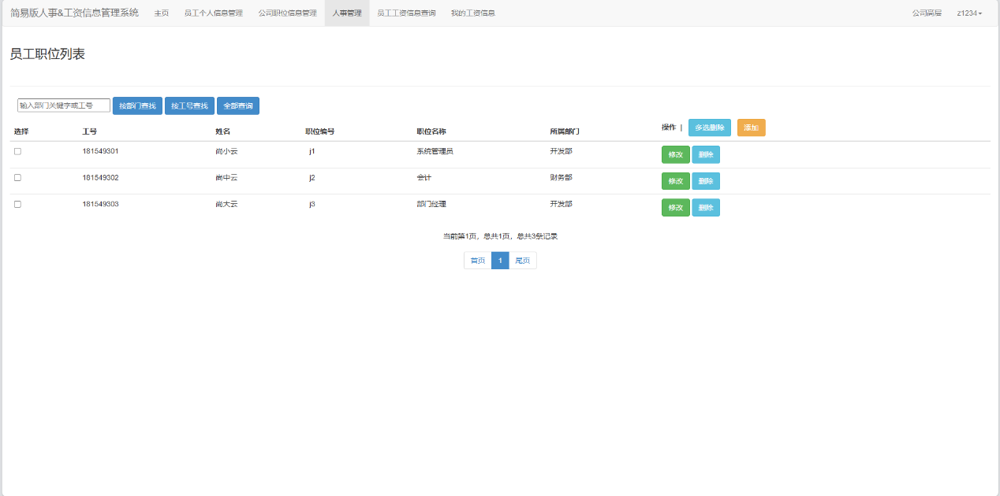 简易版人事&工资信息管理系统 主页 员工个人信息管理 公司职位信息管理 人事管理 员工工资信息查询 我的工资信息 公司高层 z1234
员工职位列表
输入部门关键字或工号 按部门查找 按工号查找 全部查询
选择 工号 姓名 职位编号 职位名称 所属部门 操作 | 多选删除 添加
181549301 尚小云 j1 系统管理员 开发部 修改 删除
181549302 尚中云 j2 会计 财务部 修改 删除
181549303 尚大云 j3 部门经理 开发部 修改 删除
当前第1页，总共1页，总共3条记录
首页 1 尾页